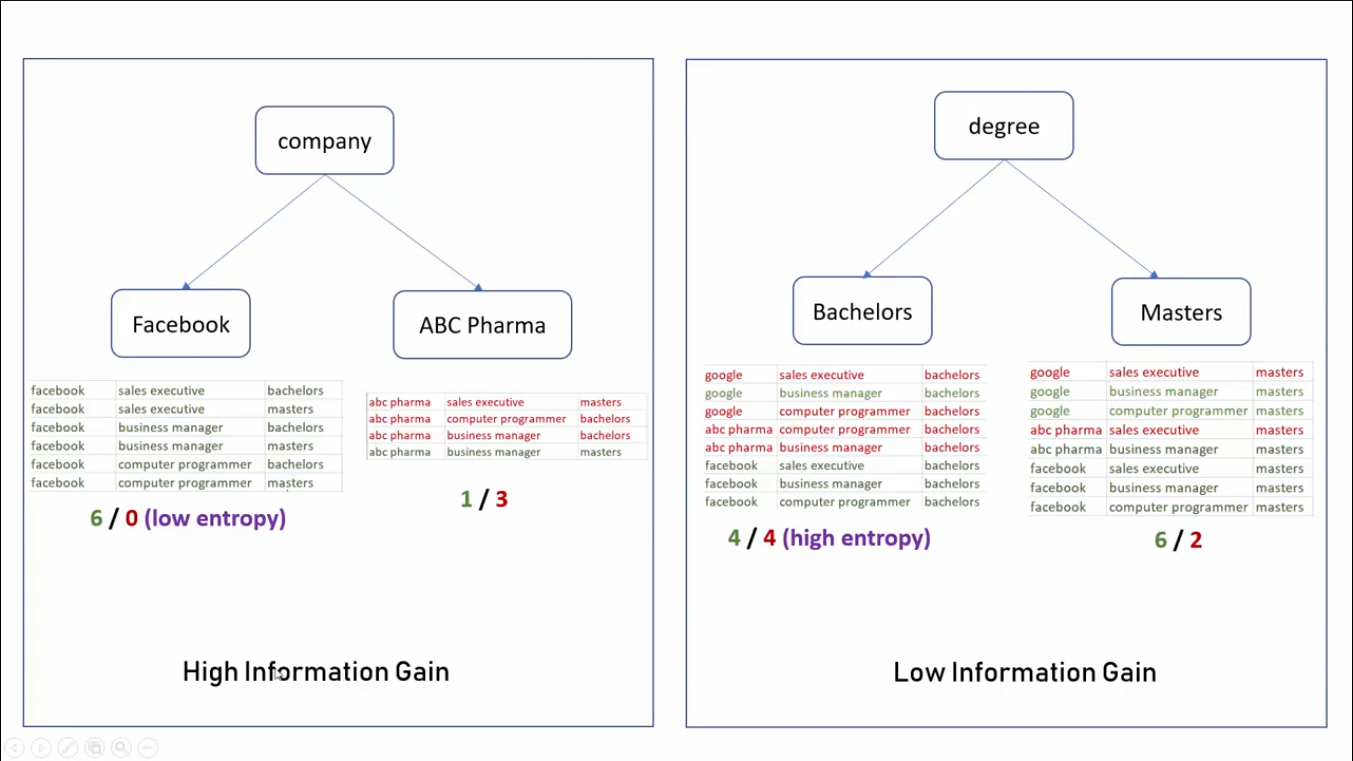 company
Facebook
ABC Pharma
facebook sales executive bachelors
facebook sales executive masters
facebook business manager bachelors
facebook business manager masters
facebook computer programmer bachelors
facebook computer programmer masters
6 / 0 (low entropy)
abc pharma sales executive masters
abc pharma computer programmer bachelors
abc pharma business manager bachelors
abc pharma business manager masters
1 / 3
High Information Gain
degree
Bachelors
Masters
google sales executive bachelors
google business manager bachelors
google computer programmer bachelors
abc pharma computer programmer bachelors
abc pharma business manager bachelors
facebook sales executive bachelors
facebook business manager bachelors
facebook computer programmer bachelors
4 / 4 (high entropy)
google sales executive masters
google business manager masters
google computer programmer masters
abc pharma sales executive masters
abc pharma business manager masters
facebook sales executive masters
facebook business manager masters
facebook computer programmer masters
6 / 2
Low Information Gain